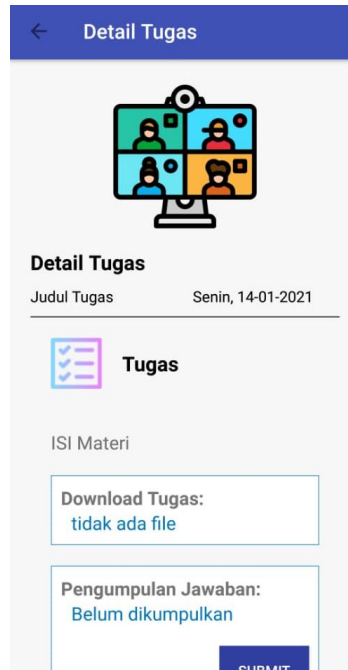 Detail Tugas
Detail Tugas
Judul Tugas Senin, 14-01-2021
Tugas
ISI Materi
Download Tugas:
tidak ada file
Pengumpulan Jawaban:
Belum dikumpulkan
SUBMIT